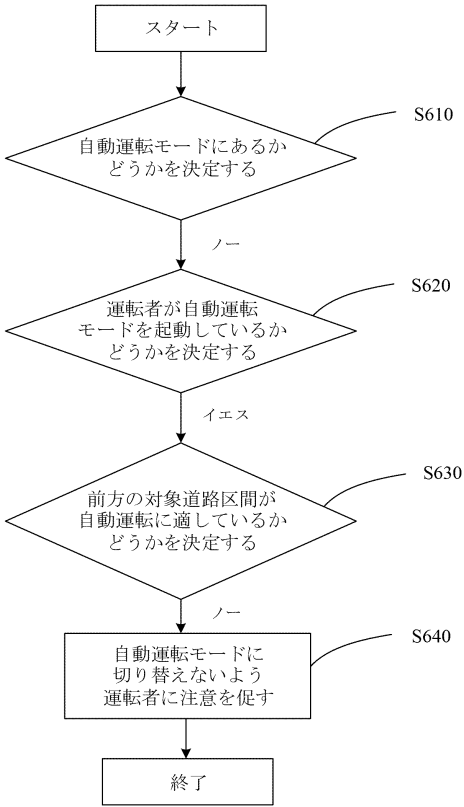 スタート
自動運転モードにあるか
どうかを決定する
S610
ノー
運転者が自動運転
モードを起動しているか
どうかを決定する
S620
イエス
前方の対象道路区間が
自動運転に適しているか
どうかを決定する
S630
ノー
自動運転モードに
切り替えないよう
運転者に注意を促す
S640
終了